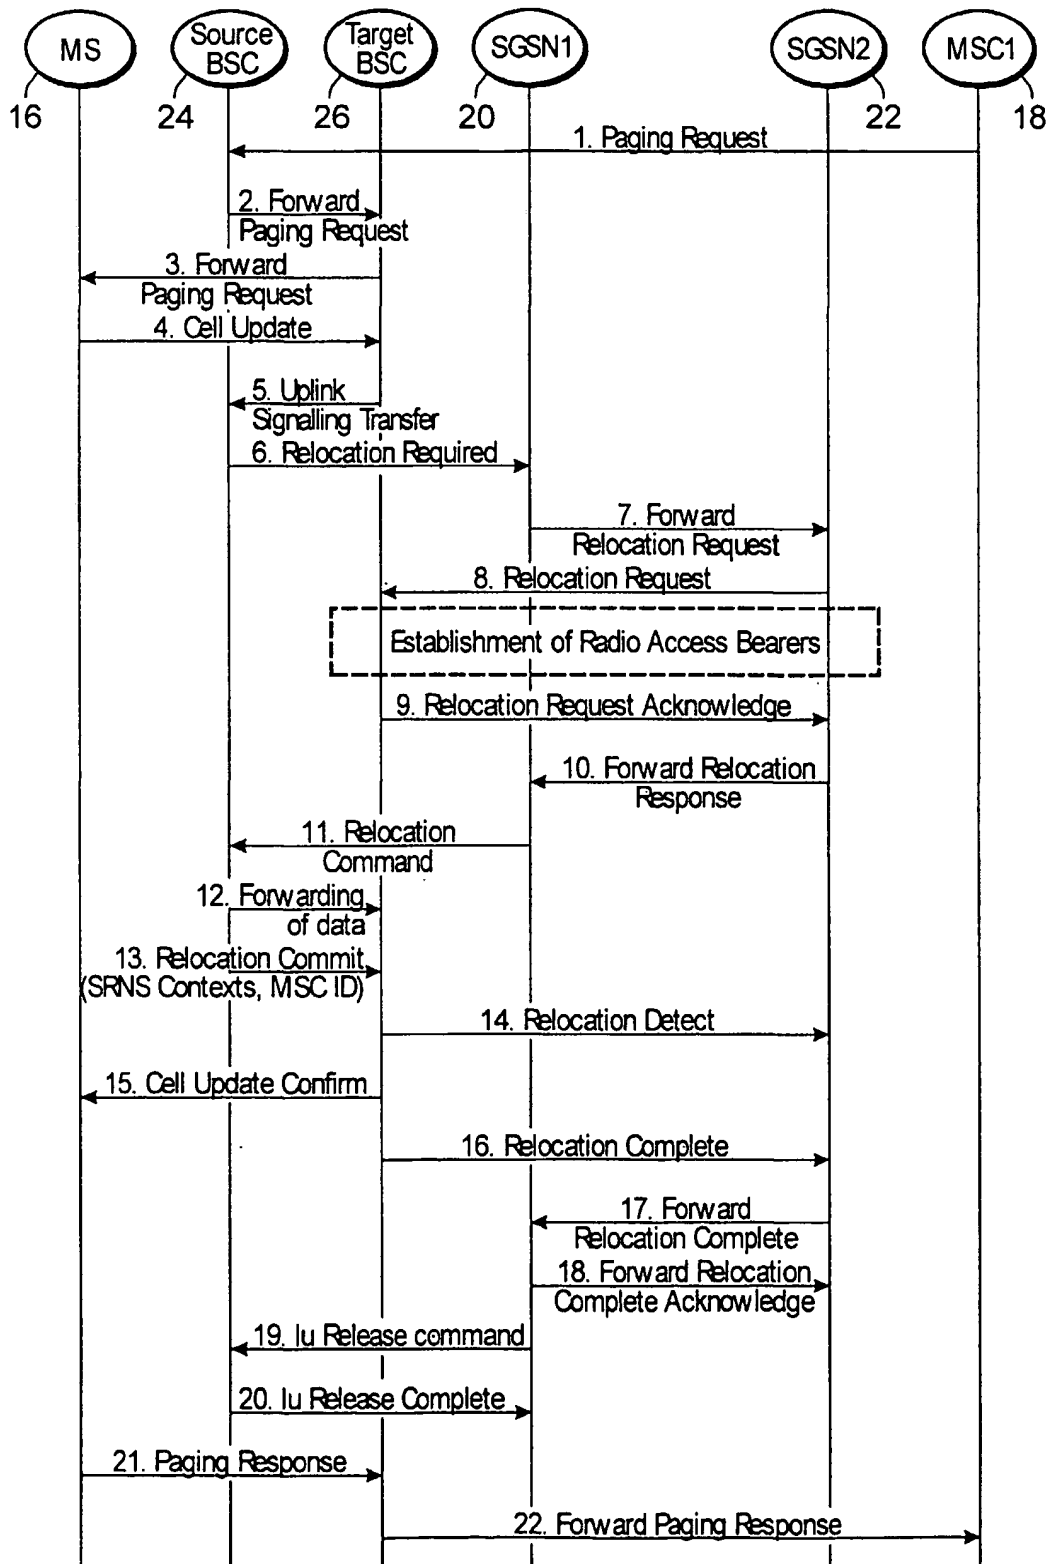 MS
Source
BSC
Target
BSC
SGSN1
SGSN2
MSC1
16
24
26
20
22
18
1. Paging Request
2. Forward
Paging Request
3. Forward
Paging Request
4. Cell Update
5. Uplink
Signalling Transfer
6. Relocation Required
7. Forward
Relocation Request
8. Relocation Request
Establishment of Radio Access Bearers
9. Relocation Request Acknowledge
10. Forward Relocation
Response
11. Relocation
Command
12. Forwarding
of data
13. Relocation Commit
(SRNS Contexts, MSC ID)
14. Relocation Detect
15. Cell Update Confirm
16. Relocation Complete
17. Forward
Relocation Complete
18. Forward Relocation
Complete Acknowledge
19. Iu Release command
20. Iu Release Complete
21. Paging Response
22. Forward Paging Response